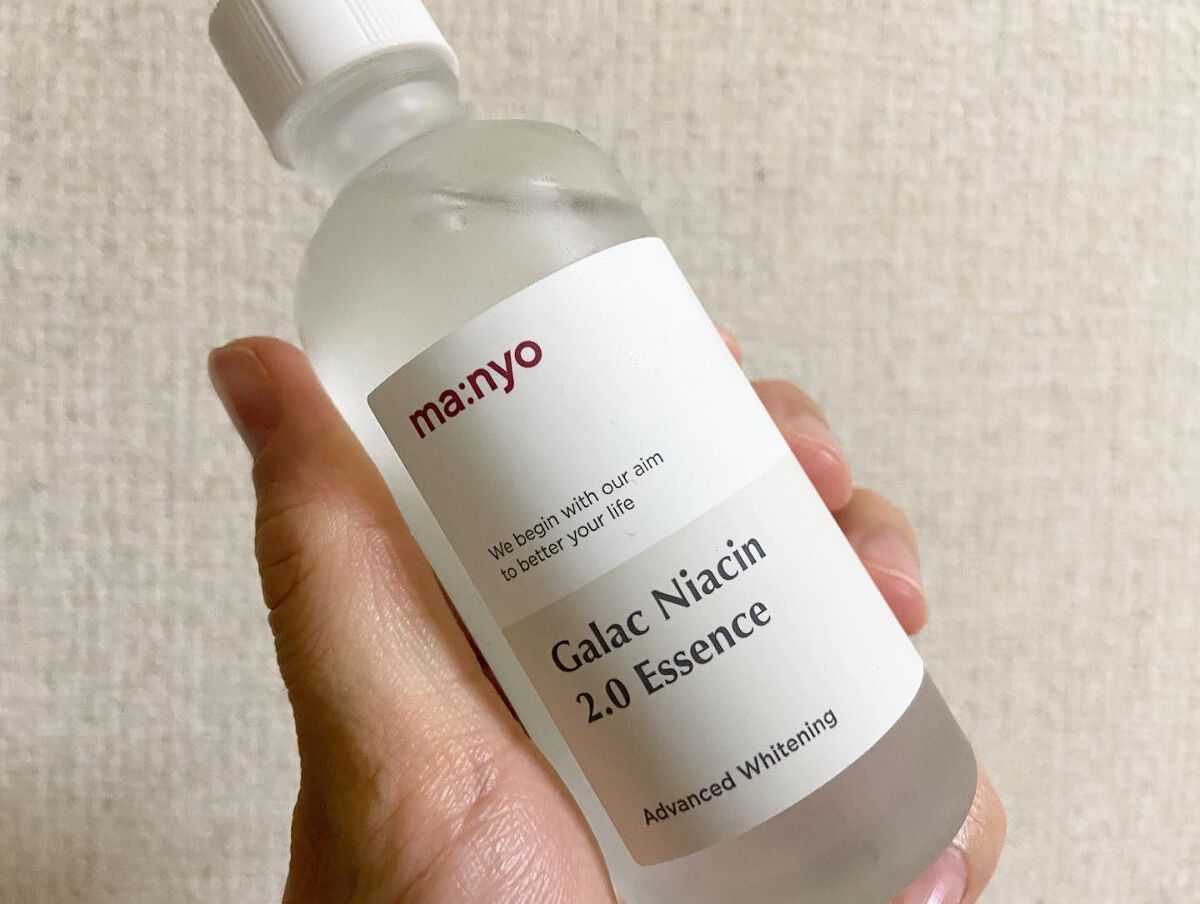 ma:nyo
We begin with our aim
to better your life
Galac Niacin
2.0 Essence
Advanced Whitening